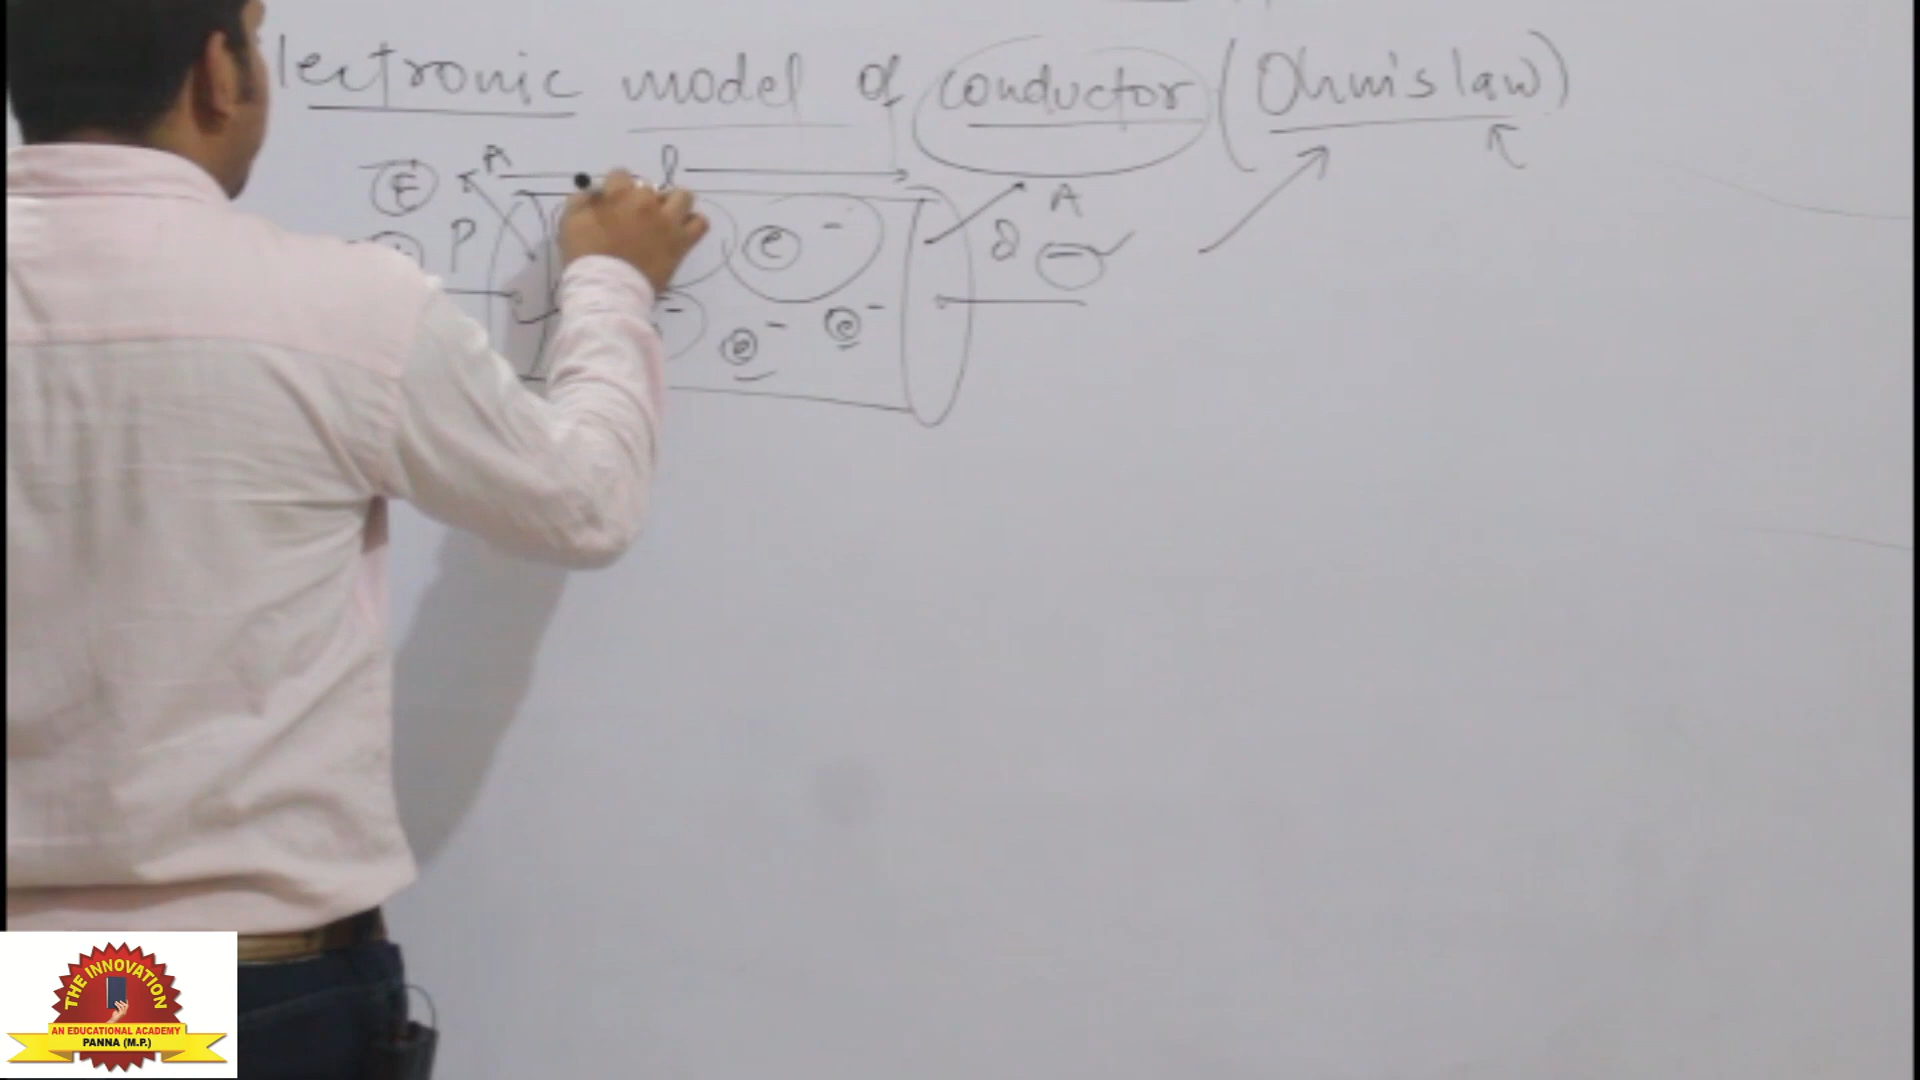 lectronic model of conductor (Ohm's law)
A l
E A
P e - Q -
-
e - e -
THE INNOVATION
AN EDUCATIONAL ACADEMY
PANNA (M.P.)